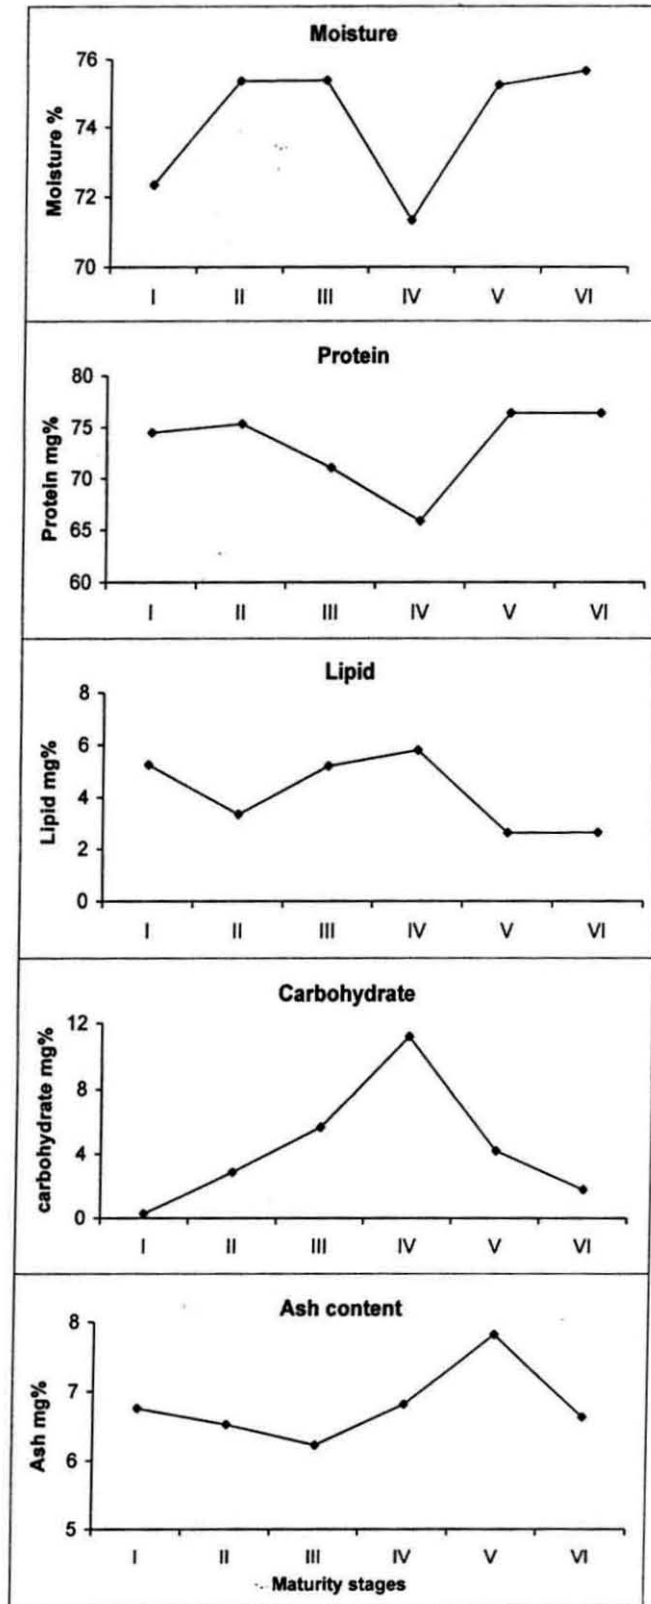 Moisture
76
74
72
70
Moisture %
I II III IV V VI
Protein
80
75
70
65
60
Protein mg%
I II III IV V VI
Lipid
8
6
4
2
0
Lipid mg%
I II III IV V VI
Carbohydrate
12
8
4
0
carbohydrate mg%
I II III IV V VI
Ash content
8
7
6
5
Ash mg%
I II III IV V VI
Maturity stages